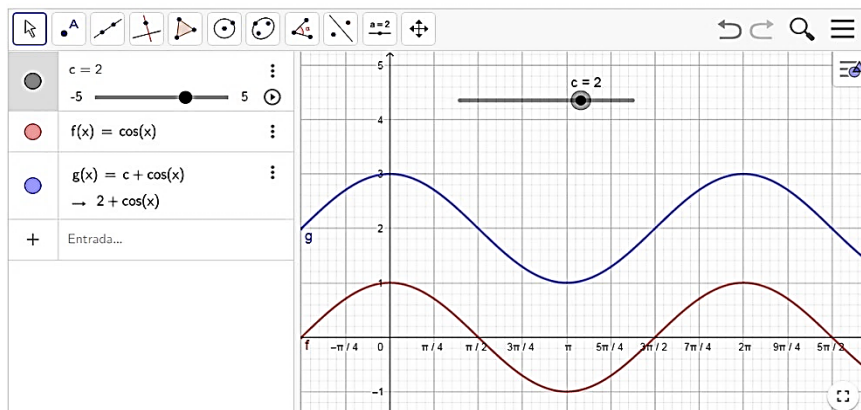 A
α
a=2
c = 2
-5
5
f(x) = cos(x)
g(x) = c + cos(x)
→ 2 + cos(x)
+ Entrada...
c = 2
5
4
3
2
1
g
f
−π / 4
0
π / 4
π / 2
3π / 4
π
5π / 4
3π / 2
7π / 4
2π
9π / 4
5π / 2
−1